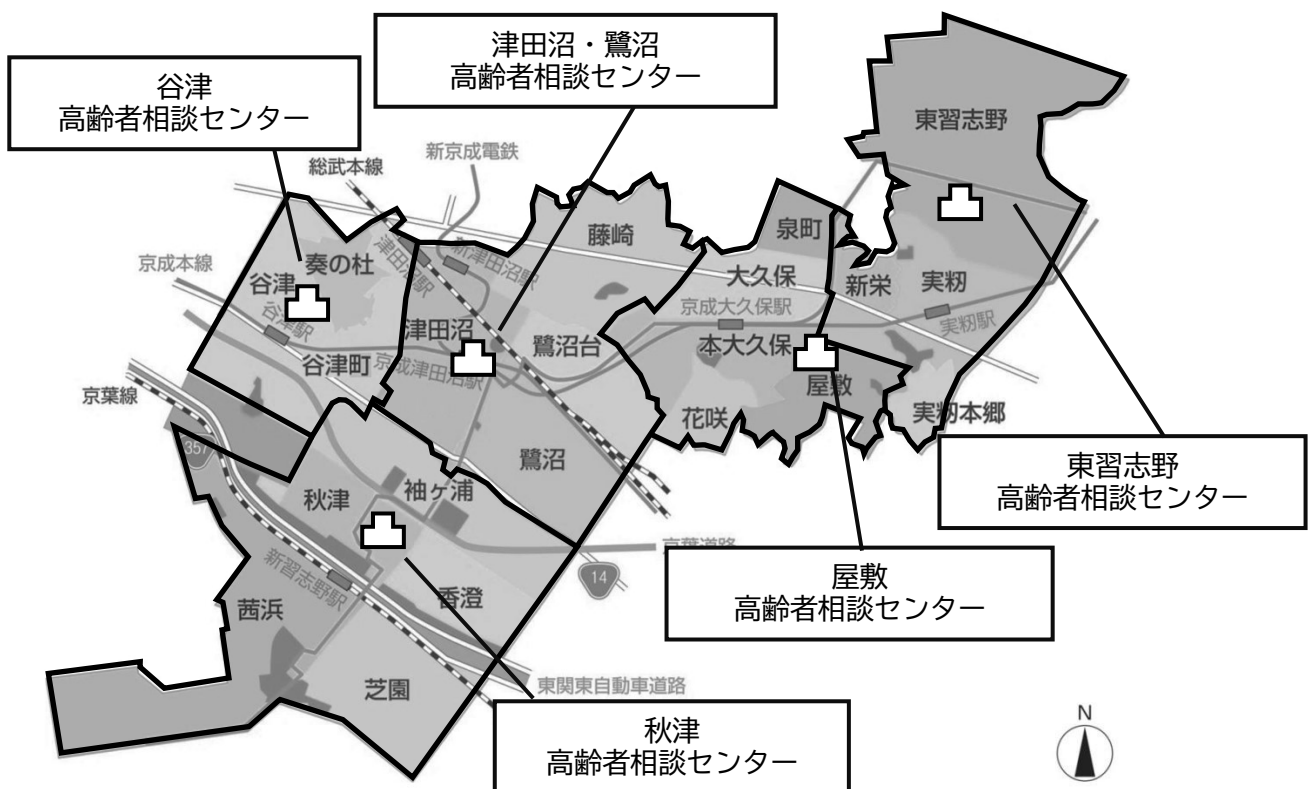 津田沼・鷺沼
高齢者相談センター
谷津
高齢者相談センター
東習志野
新京成電鉄
総武本線
藤崎
泉町
津田沼駅
新津田沼駅
奏の杜
京成本線
谷津
大久保
新栄
実籾
京成大久保駅
谷津駅
津田沼
実籾駅
鷺沼台
本大久保
谷津町
京成津田沼駅
屋敷
京葉線
花咲
実籾本郷
357
鷺沼
東習志野
高齢者相談センター
秋津
袖ケ浦
京葉道路
14
新習志野駅
屋敷
高齢者相談センター
香澄
茜浜
芝園
東関東自動車道路
秋津
高齢者相談センター
N